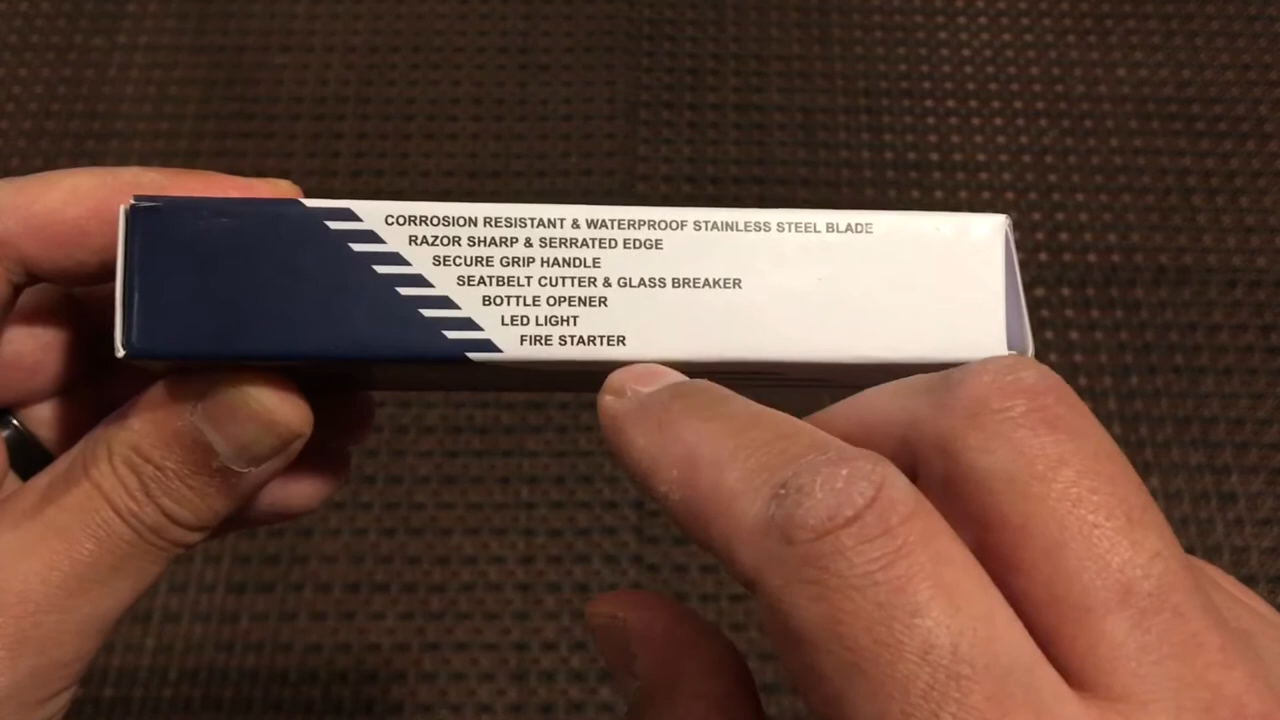 CORROSION RESISTANT & WATERPROOF STAINLESS STEEL BLADE
RAZOR SHARP & SERRATED EDGE
SECURE GRIP HANDLE
SEATBELT CUTTER & GLASS BREAKER
BOTTLE OPENER
LED LIGHT
FIRE STARTER